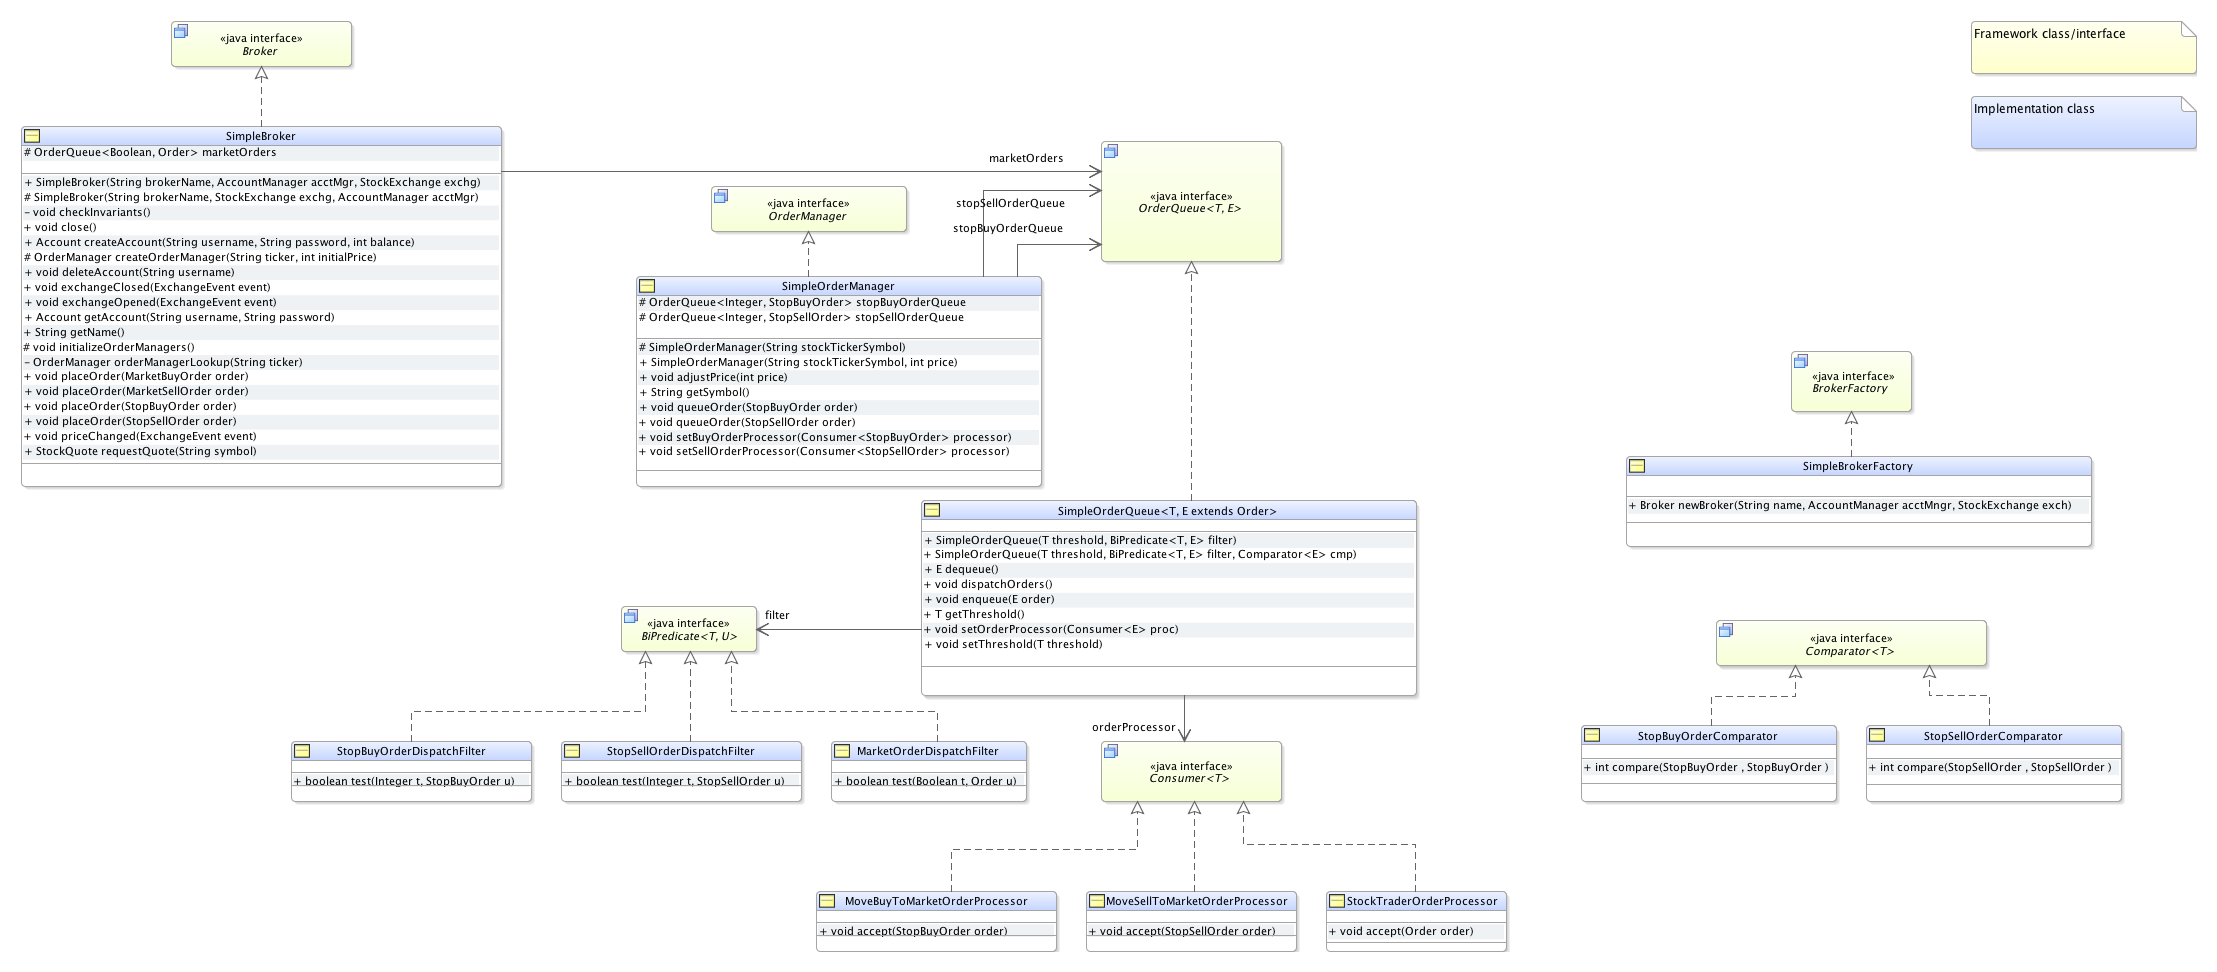 «java interface»
Broker
SimpleBroker
# OrderQueue<Boolean, Order> marketOrders
+ SimpleBroker(String brokerName, AccountManager acctMgr, StockExchange exchg)
# SimpleBroker(String brokerName, StockExchange exchg, AccountManager acctMgr)
- void checkInvariants()
+ void close()
+ Account createAccount(String username, String password, int balance)
# OrderManager createOrderManager(String ticker, int initialPrice)
+ void deleteAccount(String username)
+ void exchangeClosed(ExchangeEvent event)
+ void exchangeOpened(ExchangeEvent event)
+ Account getAccount(String username, String password)
+ String getName()
# void initializeOrderManagers()
- OrderManager orderManagerLookup(String ticker)
+ void placeOrder(MarketBuyOrder order)
+ void placeOrder(MarketSellOrder order)
+ void placeOrder(StopBuyOrder order)
+ void placeOrder(StopSellOrder order)
+ void priceChanged(ExchangeEvent event)
+ StockQuote requestQuote(String symbol)
«java interface»
OrderManager
SimpleOrderManager
# OrderQueue<Integer, StopBuyOrder> stopBuyOrderQueue
# OrderQueue<Integer, StopSellOrder> stopSellOrderQueue
# SimpleOrderManager(String stockTickerSymbol)
+ SimpleOrderManager(String stockTickerSymbol, int price)
+ void adjustPrice(int price)
+ String getSymbol()
+ void queueOrder(StopBuyOrder order)
+ void queueOrder(StopSellOrder order)
+ void setBuyOrderProcessor(Consumer<StopBuyOrder> processor)
+ void setSellOrderProcessor(Consumer<StopSellOrder> processor)
marketOrders
stopSellOrderQueue
stopBuyOrderQueue
«java interface»
OrderQueue<T, E>
Framework class/interface
Implementation class
«java interface»
BrokerFactory
SimpleBrokerFactory
+ Broker newBroker(String name, AccountManager acctMngr, StockExchange exch)
SimpleOrderQueue<T, E extends Order>
+ SimpleOrderQueue(T threshold, BiPredicate<T, E> filter)
+ SimpleOrderQueue(T threshold, BiPredicate<T, E> filter, Comparator<E> cmp)
+ E dequeue()
+ void dispatchOrders()
+ void enqueue(E order)
+ T getThreshold()
+ void setOrderProcessor(Consumer<E> proc)
+ void setThreshold(T threshold)
filter
«java interface»
BiPredicate<T, U>
StopBuyOrderDispatchFilter
+ boolean test(Integer t, StopBuyOrder u)
StopSellOrderDispatchFilter
+ boolean test(Integer t, StopSellOrder u)
MarketOrderDispatchFilter
+ boolean test(Boolean t, Order u)
orderProcessor
«java interface»
Consumer<T>
MoveBuyToMarketOrderProcessor
+ void accept(StopBuyOrder order)
MoveSellToMarketOrderProcessor
+ void accept(StopSellOrder order)
StockTraderOrderProcessor
+ void accept(Order order)
«java interface»
Comparator<T>
StopBuyOrderComparator
+ int compare(StopBuyOrder , StopBuyOrder )
StopSellOrderComparator
+ int compare(StopSellOrder , StopSellOrder )